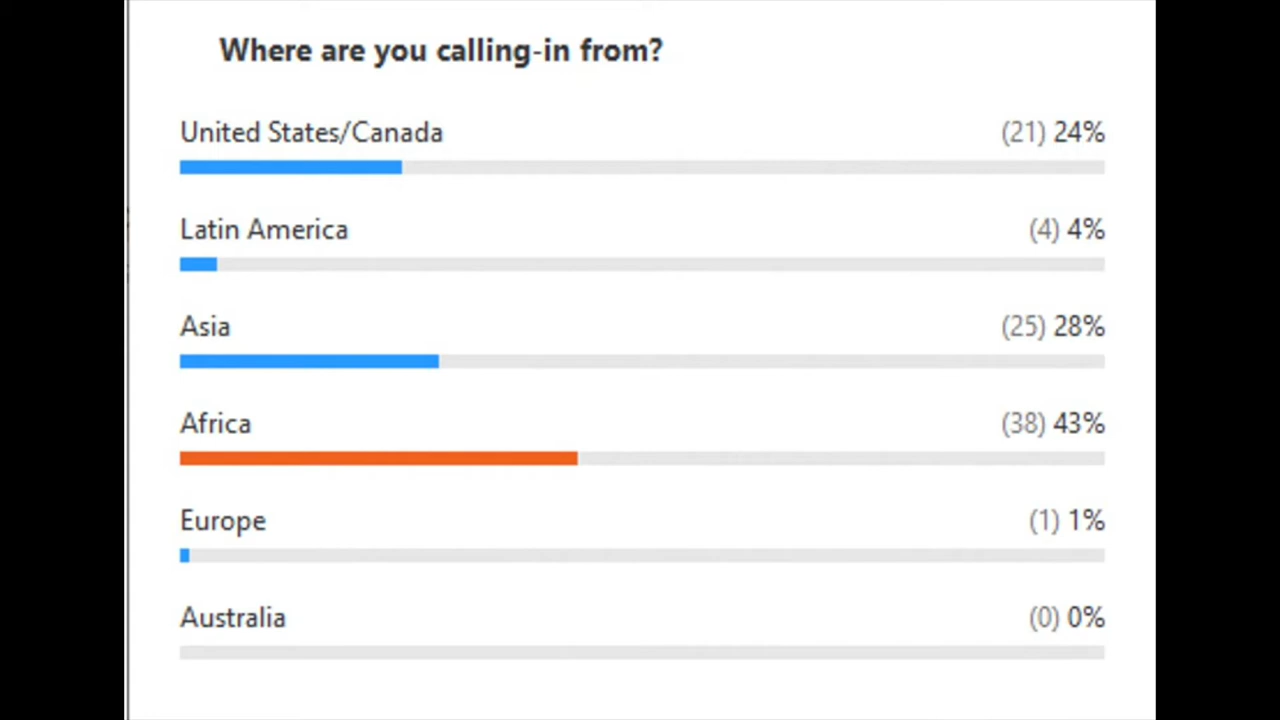 Where are you calling-in from?
United States/Canada (21) 24%
Latin America (4) 4%
Asia (25) 28%
Africa (38) 43%
Europe (1) 1%
Australia (0) 0%